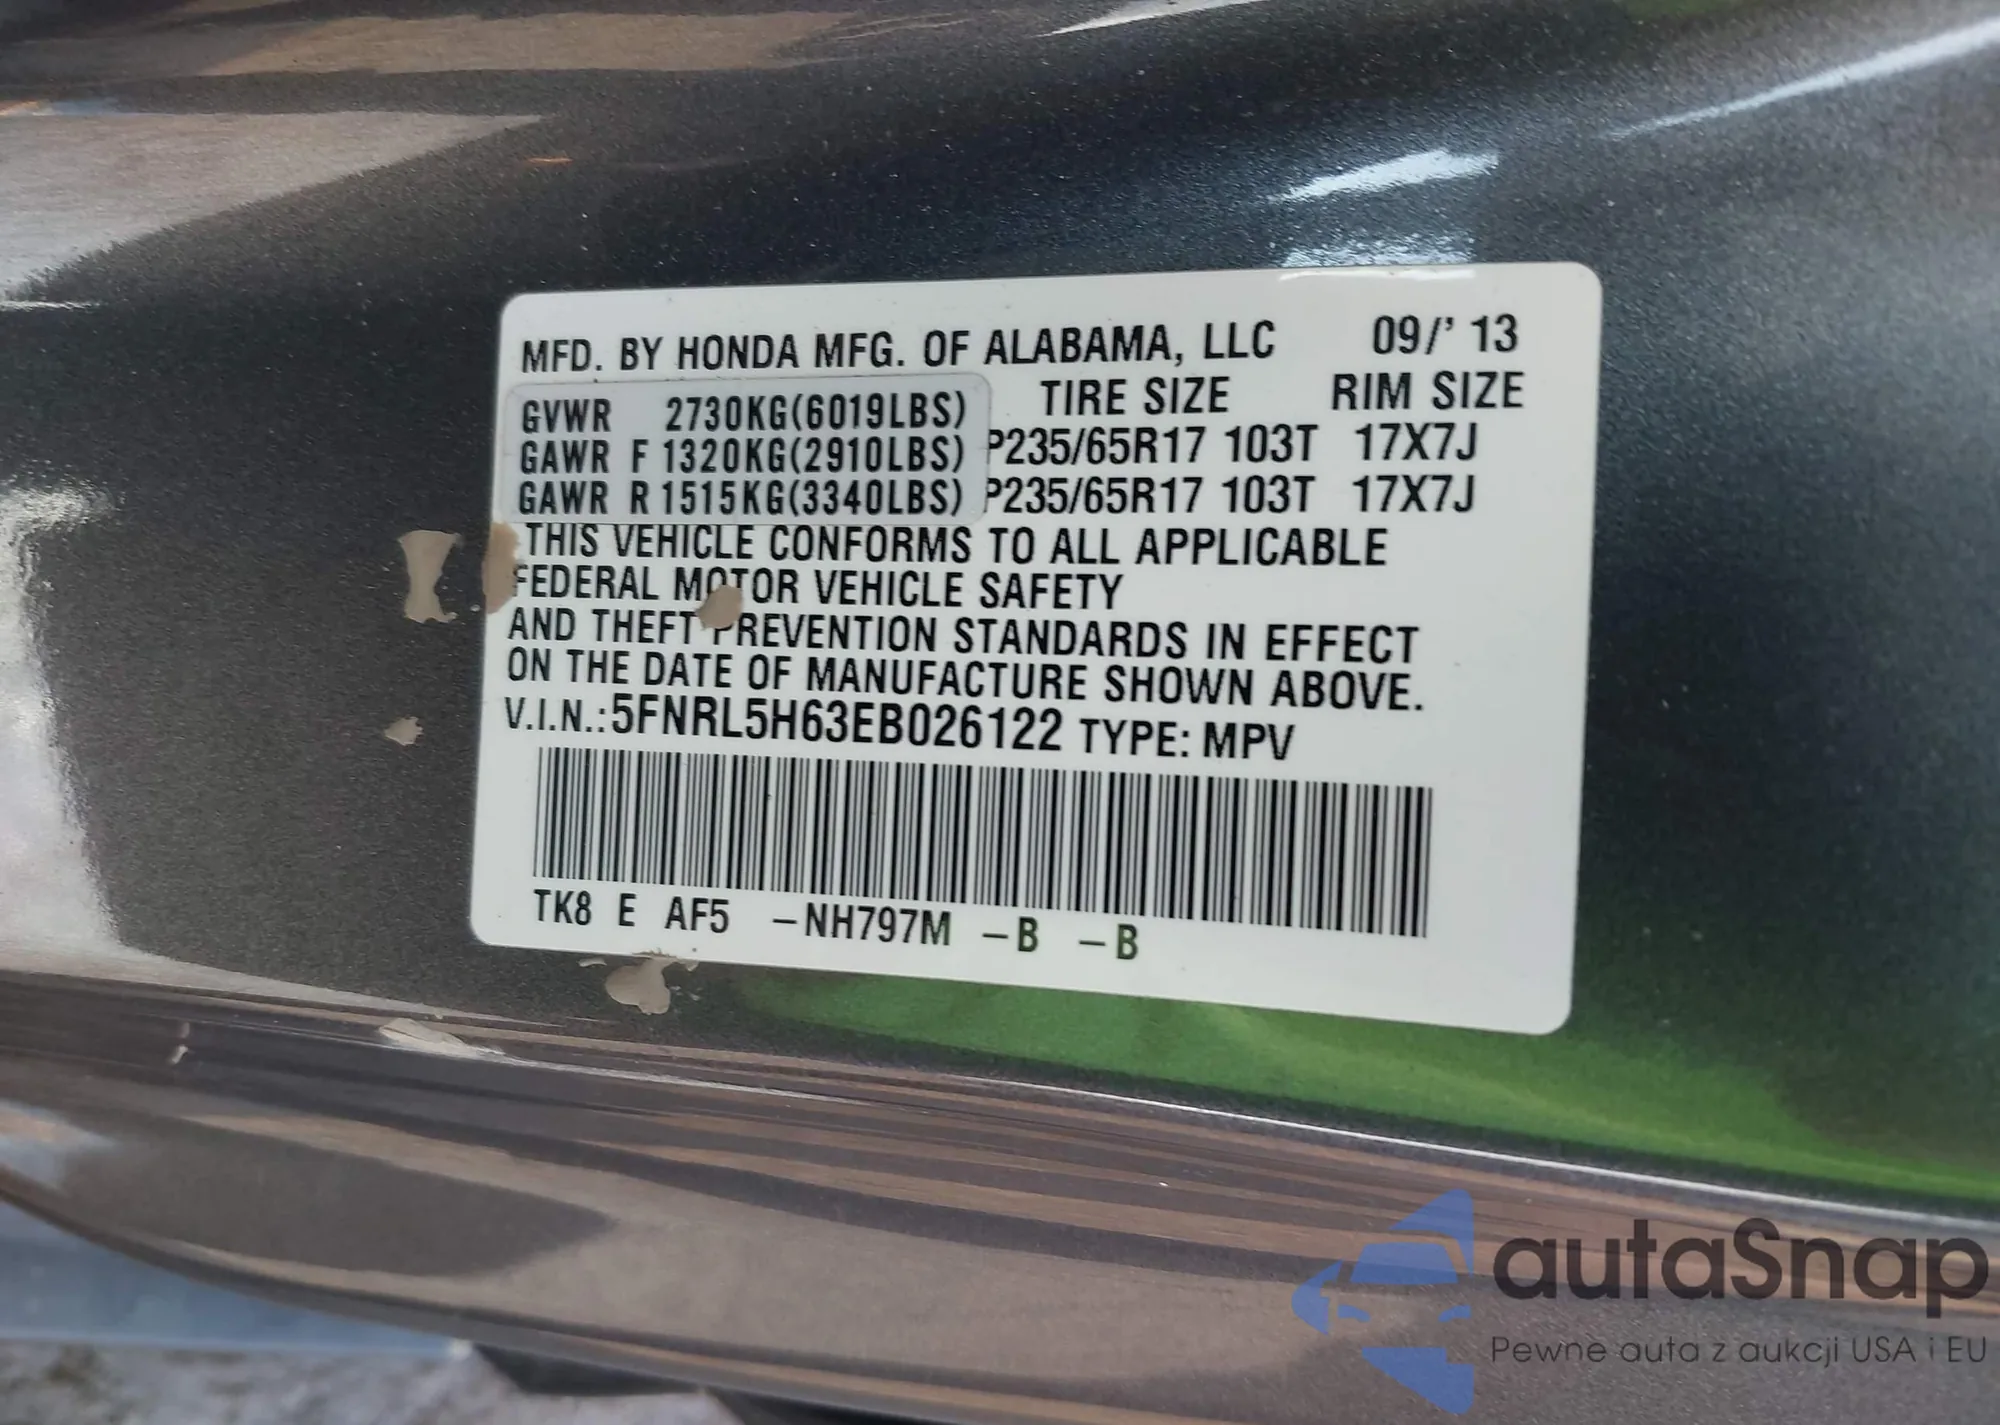 MFD. BY HONDA MFG. OF ALABAMA, LLC 09/' 13
TIRE SIZE RIM SIZE
GVWR 2730KG(6019LBS)
GAWR F 1320KG(2910LBS) P235/65R17 103T 17X7J
GAWR R 1515KG(3340LBS) P235/65R17 103T 17X7J
THIS VEHICLE CONFORMS TO ALL APPLICABLE
FEDERAL MOTOR VEHICLE SAFETY
AND THEFT PREVENTION STANDARDS IN EFFECT
ON THE DATE OF MANUFACTURE SHOWN ABOVE.
V.I.N.:5FNRL5H63EB026122 TYPE: MPV
TK8 E AF5 –NH797M –B –B
autaSnap
Pewne auta z aukcji USA i EU